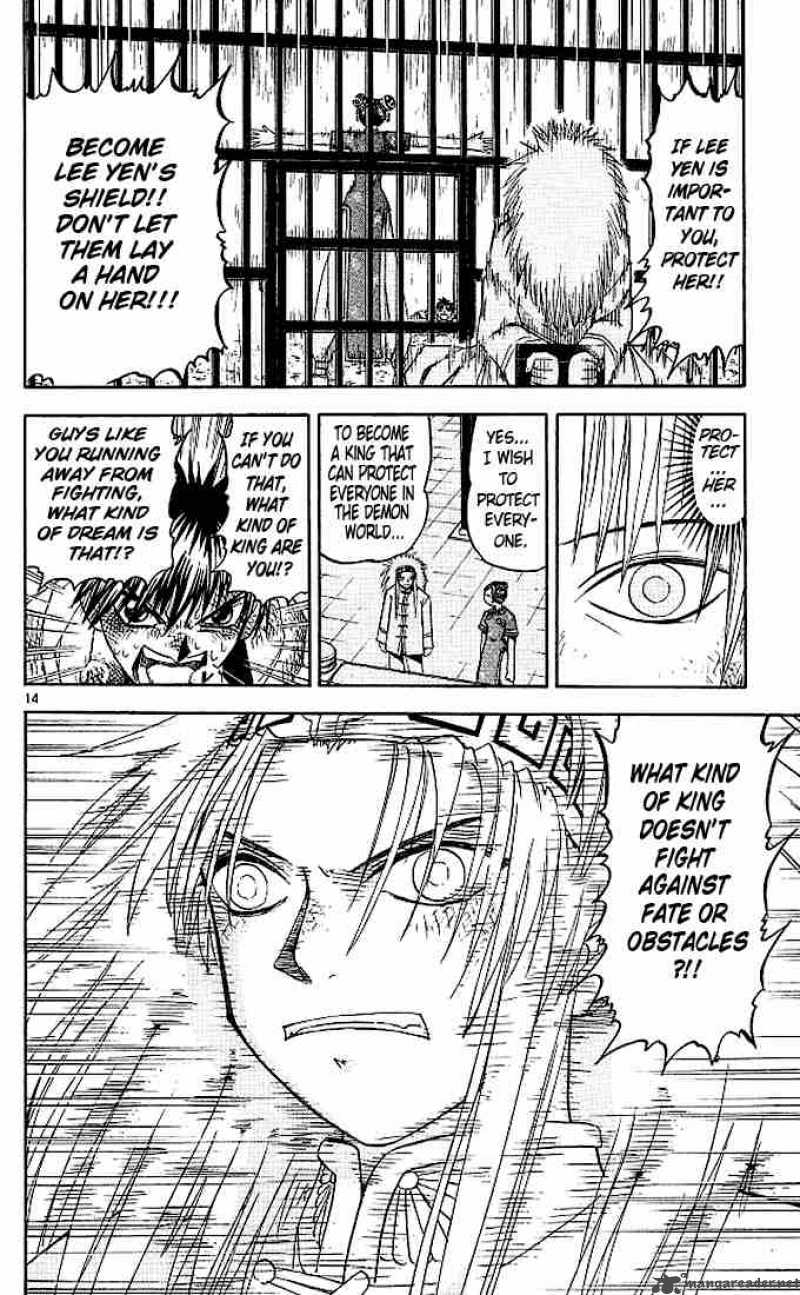 IF LEE
YEN IS
IMPOR-
TANT TO
YOU,
PROTECT
HER!!
BECOME
LEE YEN'S
SHIELD!!
DON'T LET
THEM LAY
A HAND
ON HER!!!
PRO-
TECT
...
HER
...
YES...
I WISH
TO
PROTECT
EVERY-
ONE.
TO BECOME
A KING THAT
CAN PROTECT
EVERYONE IN
THE DEMON
WORLD...
IF YOU
CAN'T DO
THAT,
WHAT
KIND OF
KING ARE
YOU!?
GUYS LIKE
YOU RUNNING
AWAY FROM
FIGHTING,
WHAT KIND
OF DREAM IS
THAT!?
14
WHAT KIND
OF KING
DOESN'T
FIGHT
AGAINST
FATE OR
OBSTACLES
?!!
mangareader.net